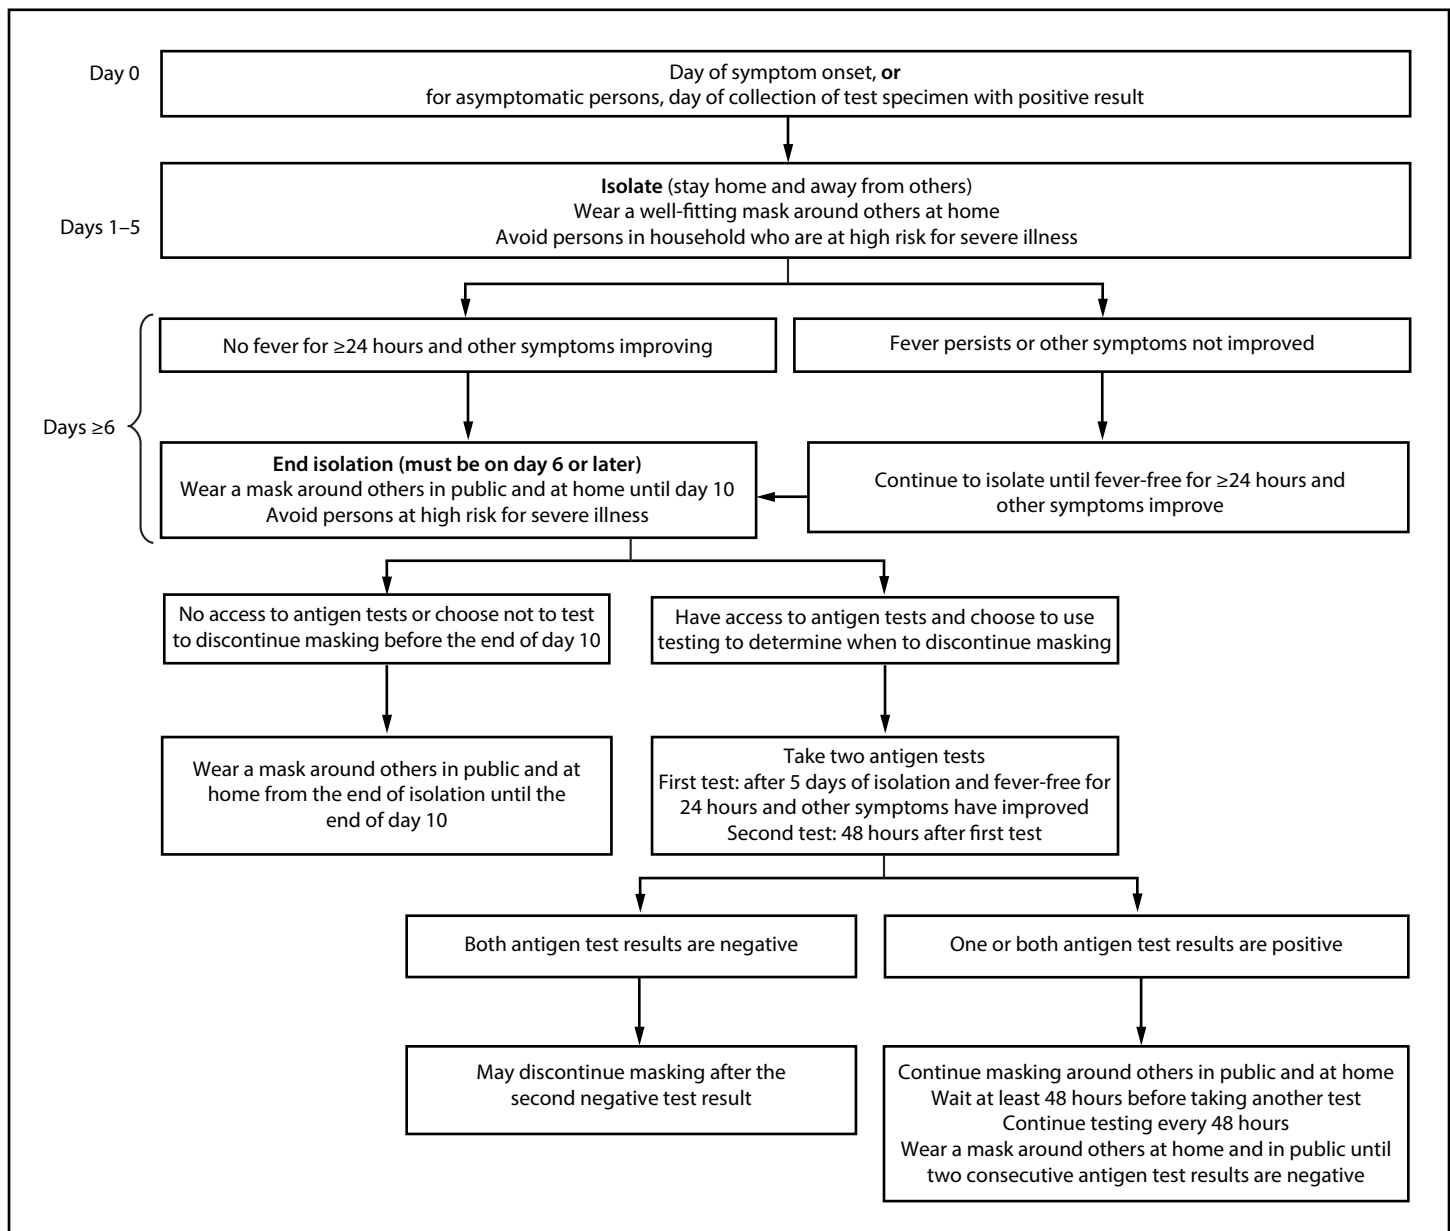 Day 0
Day of symptom onset, or
for asymptomatic persons, day of collection of test specimen with positive result
Days 1–5
Isolate (stay home and away from others)
Wear a well-fitting mask around others at home
Avoid persons in household who are at high risk for severe illness
Days ≥6
No fever for ≥24 hours and other symptoms improving
Fever persists or other symptoms not improved
End isolation (must be on day 6 or later)
Wear a mask around others in public and at home until day 10
Avoid persons at high risk for severe illness
Continue to isolate until fever-free for ≥24 hours and
other symptoms improve
No access to antigen tests or choose not to test
to discontinue masking before the end of day 10
Have access to antigen tests and choose to use
testing to determine when to discontinue masking
Wear a mask around others in public and at
home from the end of isolation until the
end of day 10
Take two antigen tests
First test: after 5 days of isolation and fever-free for
24 hours and other symptoms have improved
Second test: 48 hours after first test
Both antigen test results are negative
One or both antigen test results are positive
May discontinue masking after the
second negative test result
Continue masking around others in public and at home
Wait at least 48 hours before taking another test
Continue testing every 48 hours
Wear a mask around others at home and in public until
two consecutive antigen test results are negative